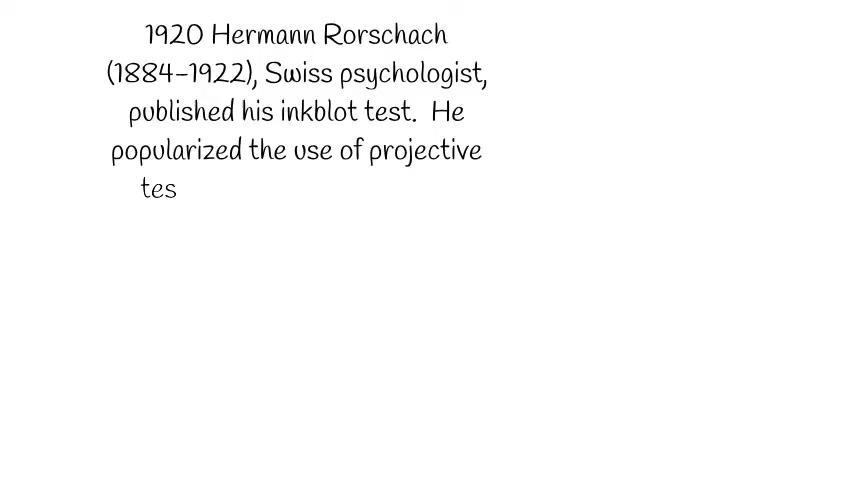 1920 Hermann Rorschach
(1884-1922), Swiss psychologist,
published his inkblot test.  He
popularized the use of projective
tes